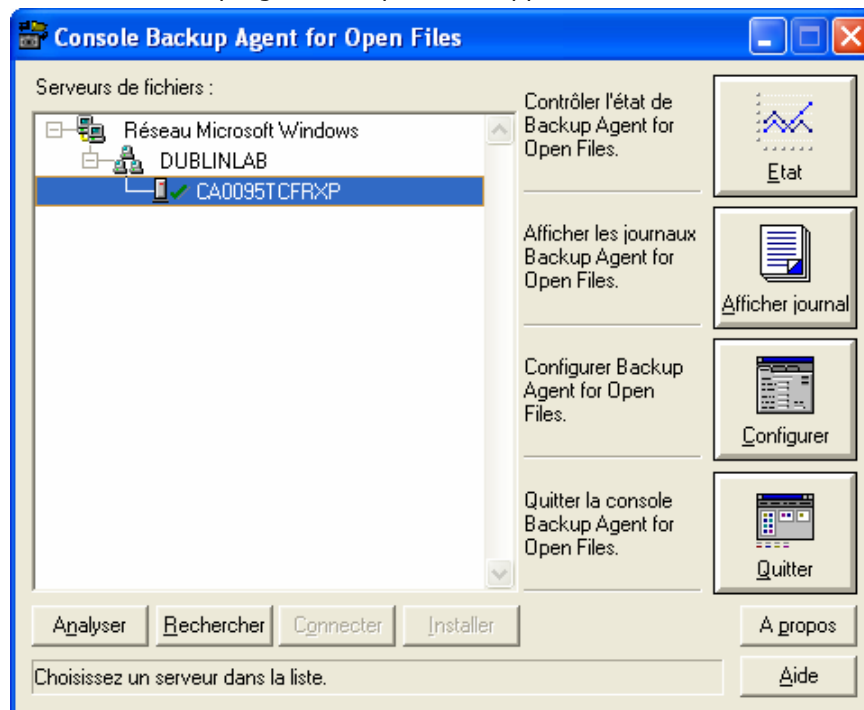 Console Backup Agent for Open Files
Serveurs de fichiers :
Réseau Microsoft Windows
DUBLINLAB
CA0095TCFRXP
Contrôler l'état de
Backup Agent for
Open Files.
Etat
Afficher les journaux
Backup Agent for
Open Files.
Afficher journal
Configurer Backup
Agent for Open
Files.
Configurer
Quitter la console
Backup Agent for
Open Files.
Quitter
Analyser
Rechercher
Connecter
Installer
A propos
Choisissez un serveur dans la liste.
Aide